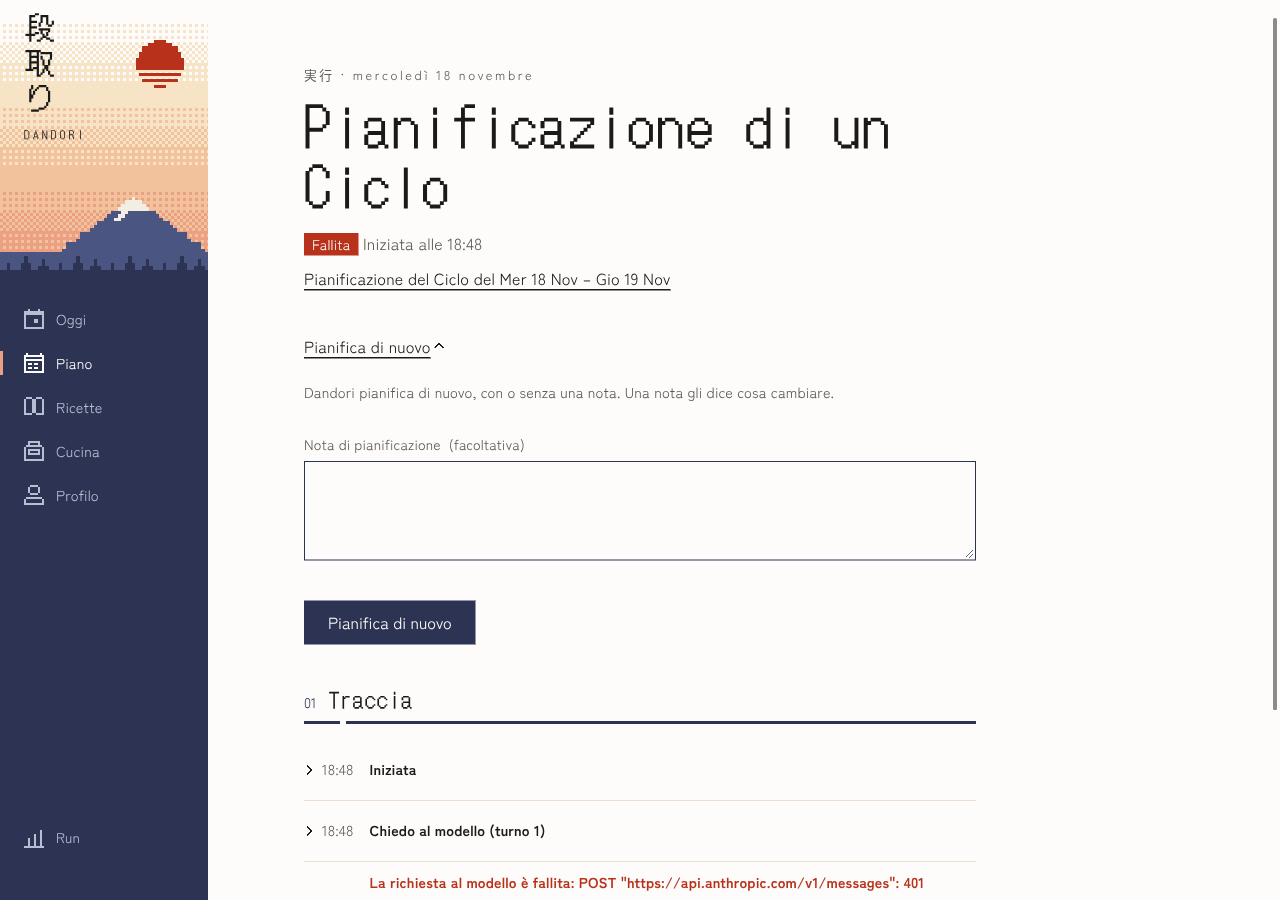 段取り
DANDORI
Oggi
Piano
Ricette
Cucina
Profilo
Run
実行 · mercoledì 18 novembre
Pianificazione di un
Ciclo
Fallita Iniziata alle 18:48
Pianificazione del Ciclo del Mer 18 Nov – Gio 19 Nov
Pianifica di nuovo
Dandori pianifica di nuovo, con o senza una nota. Una nota gli dice cosa cambiare.
Nota di pianificazione (facoltativa)
Pianifica di nuovo
01 Traccia
18:48 Iniziata
18:48 Chiedo al modello (turno 1)
La richiesta al modello è fallita: POST "https://api.anthropic.com/v1/messages": 401